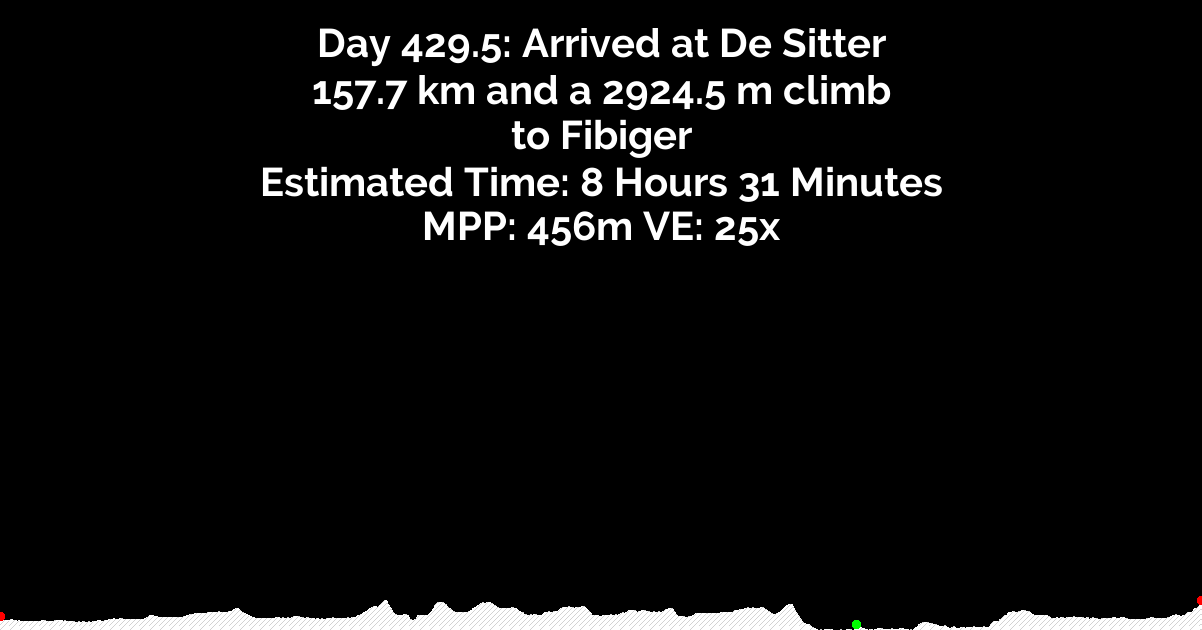 Day 429.5: Arrived at De Sitter
157.7 km and a 2924.5 m climb
to Fibiger
Estimated Time: 8 Hours 31 Minutes
MPP: 456m VE: 25x